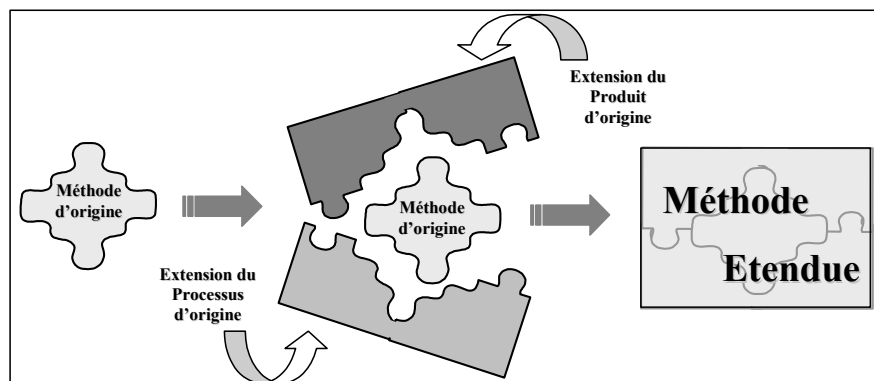 Méthode
d'origine
Extension du
Processus
d'origine
Méthode
d'origine
Extension du
Produit
d'origine
Méthode
Etendue